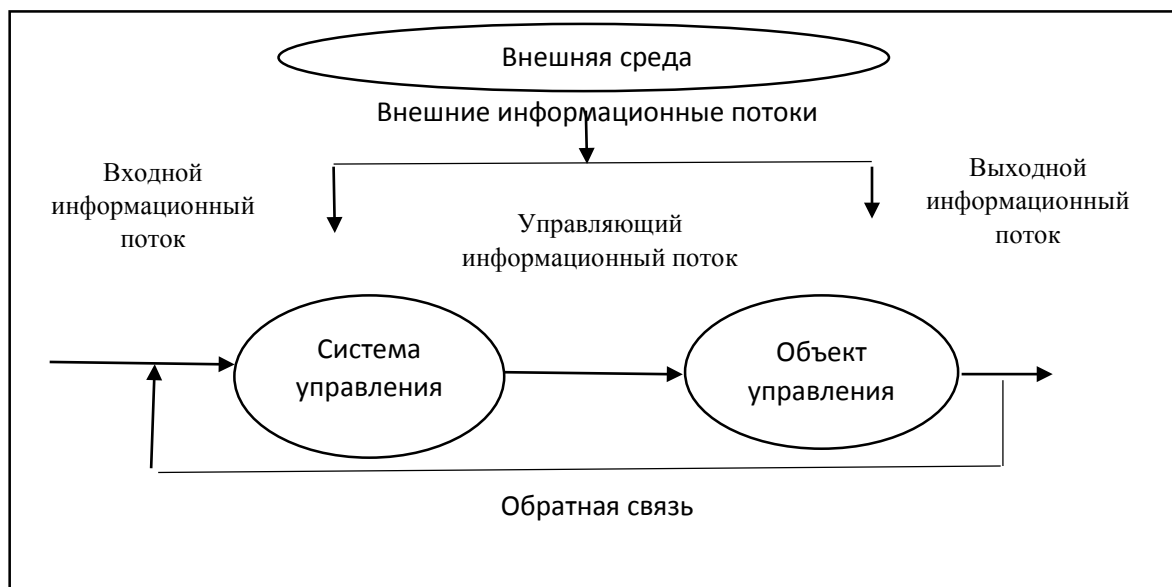 Внешняя среда
Внешние информационные потоки
Входной
информационный
поток
Управляющий
информационный поток
Выходной
информационный
поток
Система
управления
Объект
управления
Обратная связь